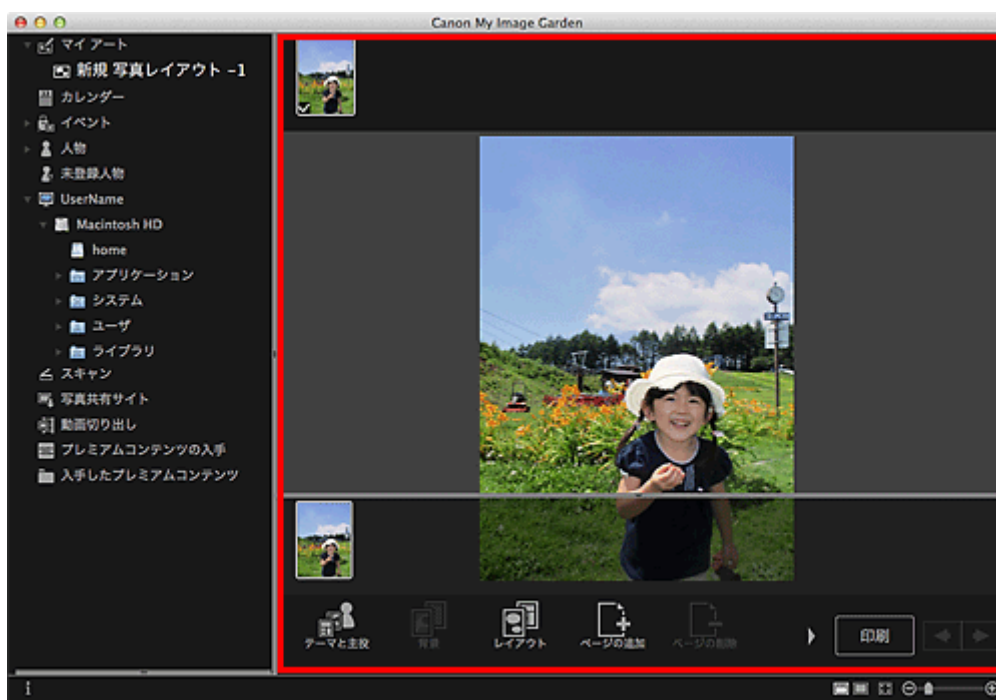 Canon My Image Garden
マイ アート
新規 写真レイアウト -1
カレンダー
イベント
人物
未登録人物
UserName
Macintosh HD
home
アプリケーション
システム
ユーザ
ライブラリ
スキャン
写真共有サイト
動画切り出し
プレミアムコンテンツの入手
入手したプレミアムコンテンツ
テーマと主役
背景
レイアウト
ページの追加
ページの削除
印刷